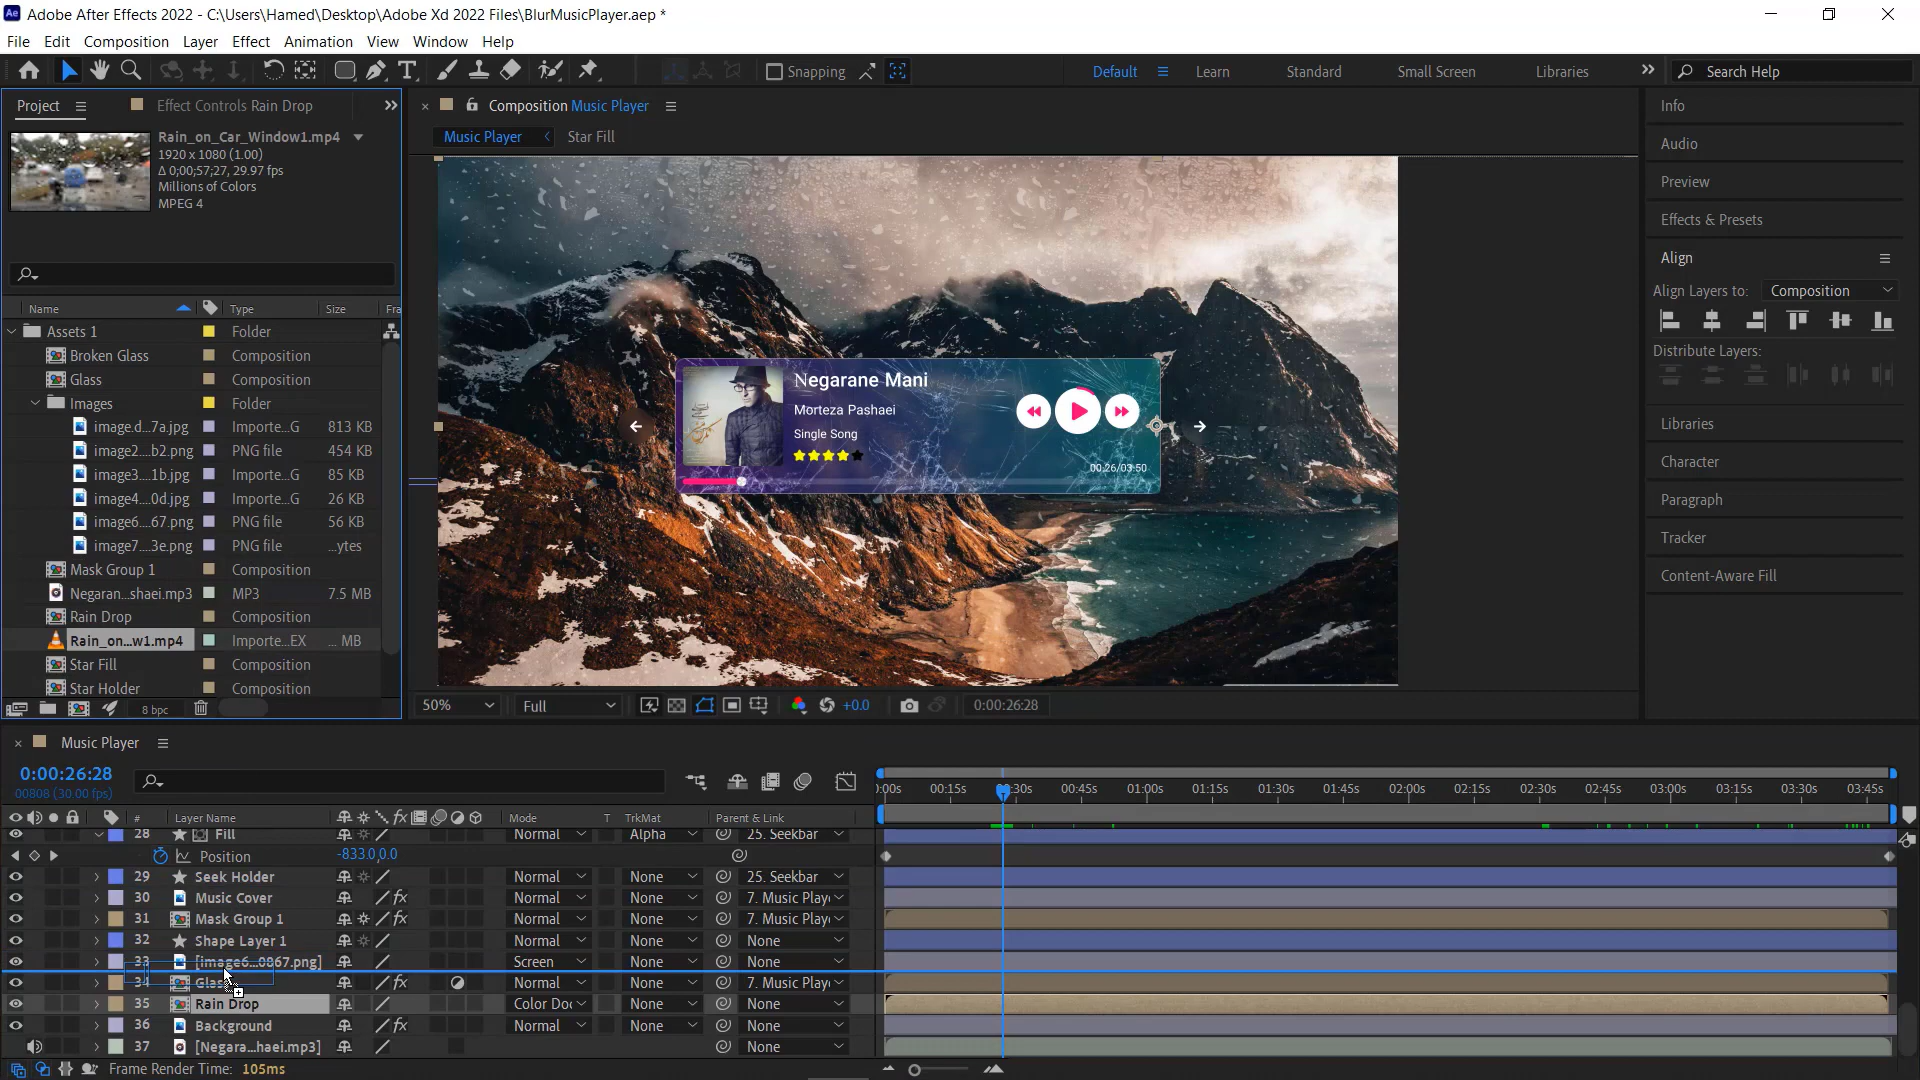 Adobe After Effects 2022 - C:\Users\Hamed\Desktop\Adobe Xd 2022 Files\BlurMusicPlayer.aep *
File Edit Composition Layer Effect Animation View Window Help
Snapping Default Learn Standard Small Screen Libraries Search Help
Project Effect Controls Rain Drop
Composition Music Player
Info
Rain_on_Car_Window1.mp4
1920 x 1080 (1.00)
Δ 0;00;57;27, 29.97 fps
Millions of Colors
MPEG 4
Music Player Star Fill
Audio
Preview
Effects & Presets
Align
Align Layers to: Composition
Distribute Layers:
Libraries
Character
Paragraph
Tracker
Content-Aware Fill
Name Type Size Fra
Assets 1 Folder
Broken Glass Composition
Glass Composition
Images Folder
image.d...7a.jpg Importe...G 813 KB
image2....b2.png PNG file 454 KB
image3....1b.jpg Importe...G 85 KB
image4....0d.jpg Importe...G 26 KB
image6....67.png PNG file 56 KB
image7....3e.png PNG file ...ytes
Mask Group 1 Composition
Negaran...shaei.mp3 MP3 7.5 MB
Rain Drop Composition
Rain_on...w1.mp4 Importe...EX ... MB
Star Fill Composition
Star Holder Composition
8 bpc
Negarane Mani
Morteza Pashaei
Single Song
00:26/03:50
50% Full +0.0 0:00:26:28
Music Player
0:00:26:28
00808 (30.00 fps)
:00s 00:15s 00:30s 00:45s 01:00s 01:15s 01:30s 01:45s 02:00s 02:15s 02:30s 02:45s 03:00s 03:15s 03:30s 03:45s
# Layer Name Mode T TrkMat Parent & Link
28 Fill Normal Alpha 25. Seekbar
Position -833.0,0.0
29 Seek Holder Normal None 25. Seekbar
30 Music Cover Normal None 7. Music Playe
31 Mask Group 1 Normal None 7. Music Playe
32 Shape Layer 1 Normal None None
33 [image6...0867.png] Screen None None
34 Glass Normal None 7. Music Playe
35 Rain Drop Color Doc None None
36 Background Normal None None
37 [Negara...haei.mp3] None
Frame Render Time: 105ms